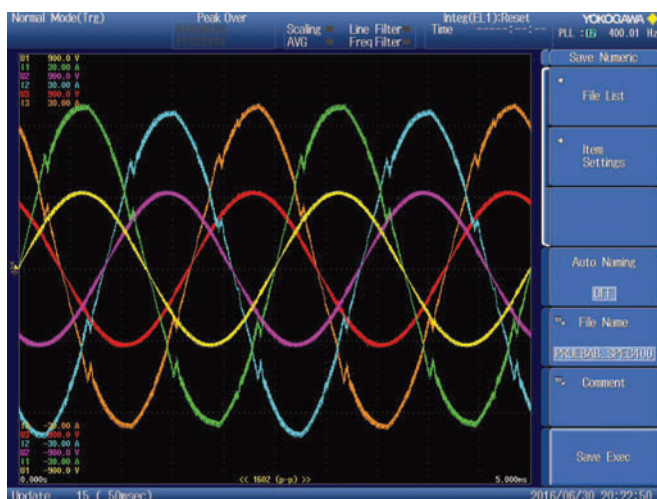 Normal Mode(Trg)
Peak Over
Scaling
AVG
Line Filter
Freq Filter
Integ(EL1):Reset
Time -----:--:--
YOKOGAWA
PLL : 400.01 Hz
U1 900.0 V
I1 30.00 A
U2 900.0 V
I2 30.00 A
U3 900.0 V
I3 30.00 A
I3 -30.00 A
U3 -900.0 V
I2 -30.00 A
U2 -900.0 V
I1 -30.00 A
U1 -900.0 V
0.000s
<< 1602 (p-p) >>
5.000ms
Save Numeric
File List
Item
Settings
Auto Naming
OFF
File Name
Comment
Save Exec
Update 15 ( 50msec)
2016/06/30 20:22:50